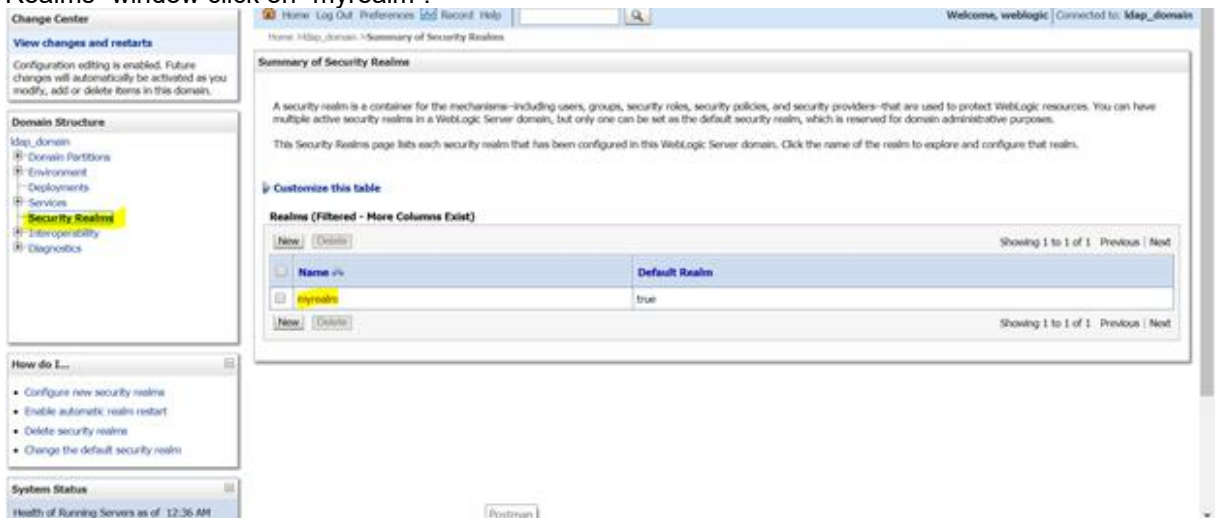 Realms" window click on "myrealm".
Change Center
View changes and restarts
Configuration editing is enabled. Future
changes will automatically be activated as you
modify, add or delete items in this domain.
Domain Structure
ldap_domain
Domain Partitions
Environment
Deployments
Services
Security Realms
Interoperability
Diagnostics
How do I...
Configure new security realms
Enable automatic realm restart
Delete security realms
Change the default security realm
System Status
Health of Running Servers as of 12:36 AM
Home Log Out Preferences Record Help
Welcome, weblogic Connected to: ldap_domain
Home >ldap_domain >Summary of Security Realms
Summary of Security Realms
A security realm is a container for the mechanisms--including users, groups, security roles, security policies, and security providers--that are used to protect WebLogic resources. You can have
multiple active security realms in a WebLogic Server domain, but only one can be set as the default security realm, which is reserved for domain administrative purposes.
This Security Realms page lists each security realm that has been configured in this WebLogic Server domain. Click the name of the realm to explore and configure that realm.
Customize this table
Realms (Filtered - More Columns Exist)
New Delete Showing 1 to 1 of 1 Previous | Next
Name Default Realm
myrealm true
New Delete Showing 1 to 1 of 1 Previous | Next
Postman